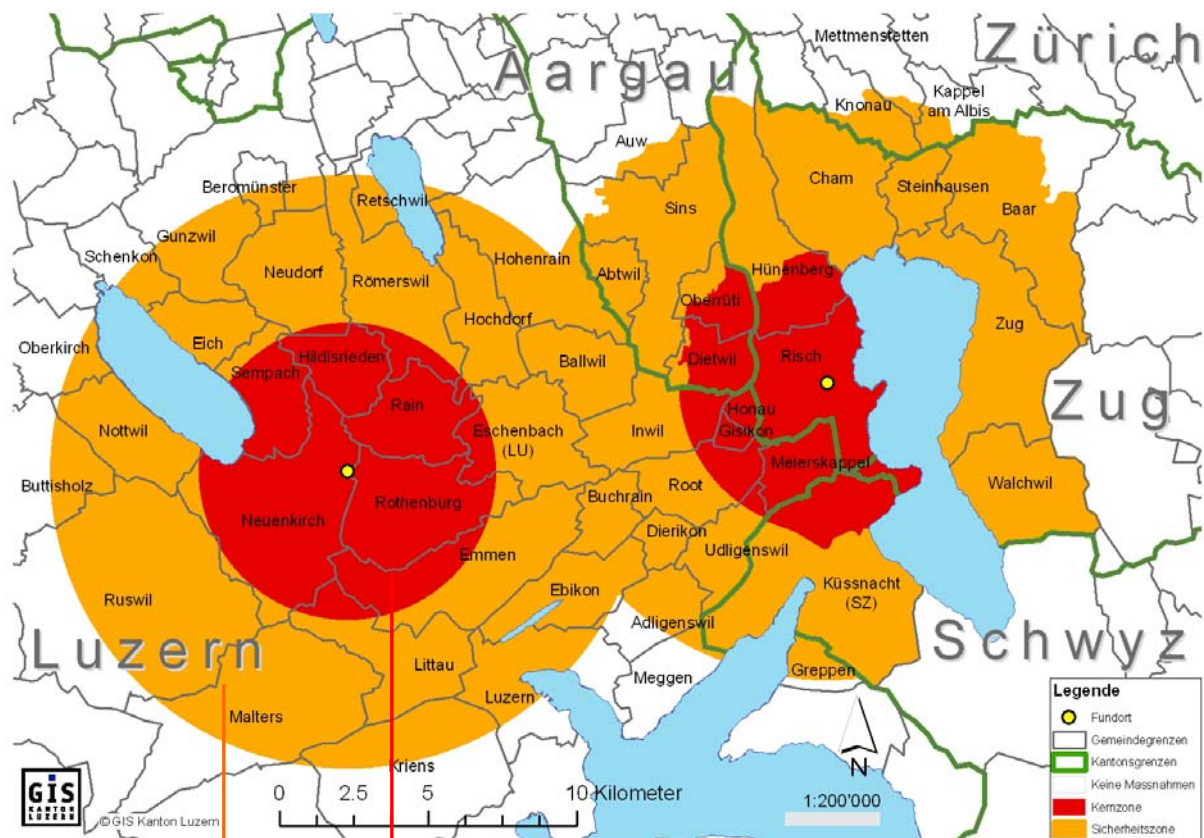 Mettmenstetten
Zürich
Aargau
Knonau
Kappel
am Albis
Auw
Beromünster
Retschwil
Cham
Steinhausen
Sins
Baar
Gunzwil
Schenkon
Neudorf
Römerswil
Hohenrain
Abtwil
Hünenberg
Oberrüti
Hochdorf
Zug
Oberkirch
Eich
Hildisrieden
Sempach
Ballwil
Dietwil
Risch
Zug
Rain
Honau
Gisikon
Nottwil
Eschenbach
(LU)
Inwil
Meierskappel
Buttisholz
Root
Walchwil
Neuenkirch
Rothenburg
Buchrain
Dierikon
Emmen
Udligenswil
Ruswil
Ebikon
Küssnacht
(SZ)
Adligenswil
Luzern
Schwyz
Littau
Meggen
Greppen
Luzern
Malters
Kriens
Legende
Fundort
Gemeindegrenzen
Kantonsgrenzen
Keine Massnahmen
Kernzone
Sicherheitszone
N
GIS
KANTON
LUZERN
©GIS Kanton Luzern
0 2.5 5 10 Kilometer
1:200'000